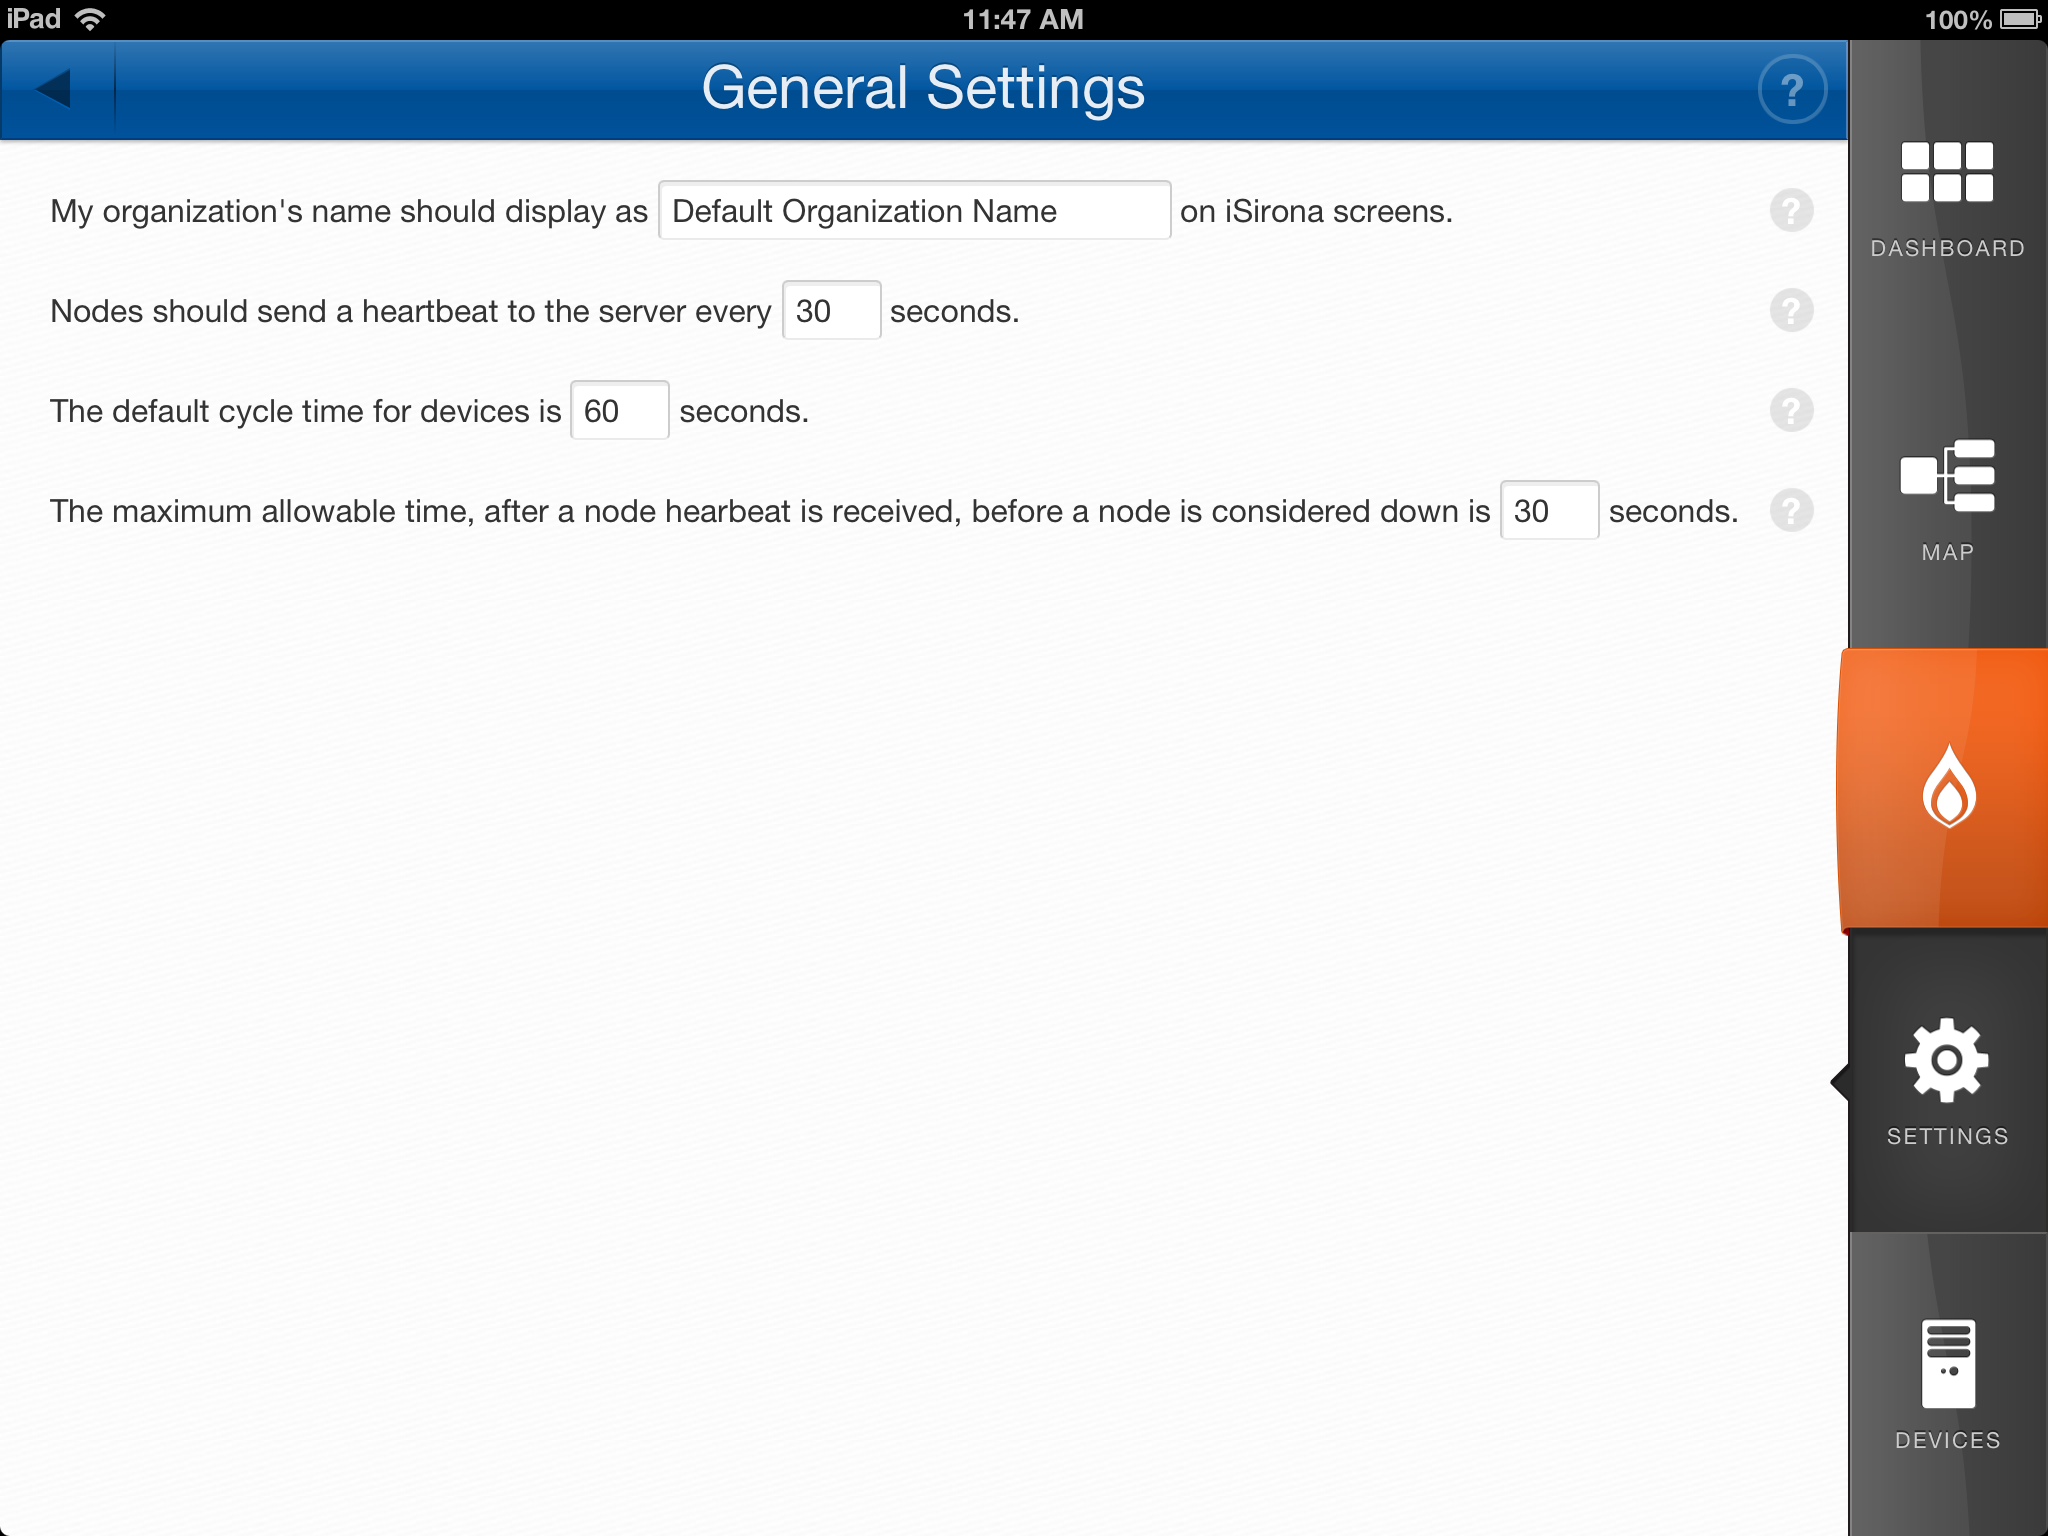 iPad 11:47 AM 100%
General Settings ?
My organization's name should display as Default Organization Name on iSirona screens. ?
Nodes should send a heartbeat to the server every 30 seconds. ?
The default cycle time for devices is 60 seconds. ?
The maximum allowable time, after a node hearbeat is received, before a node is considered down is 30 seconds. ?
DASHBOARD
MAP
SETTINGS
DEVICES